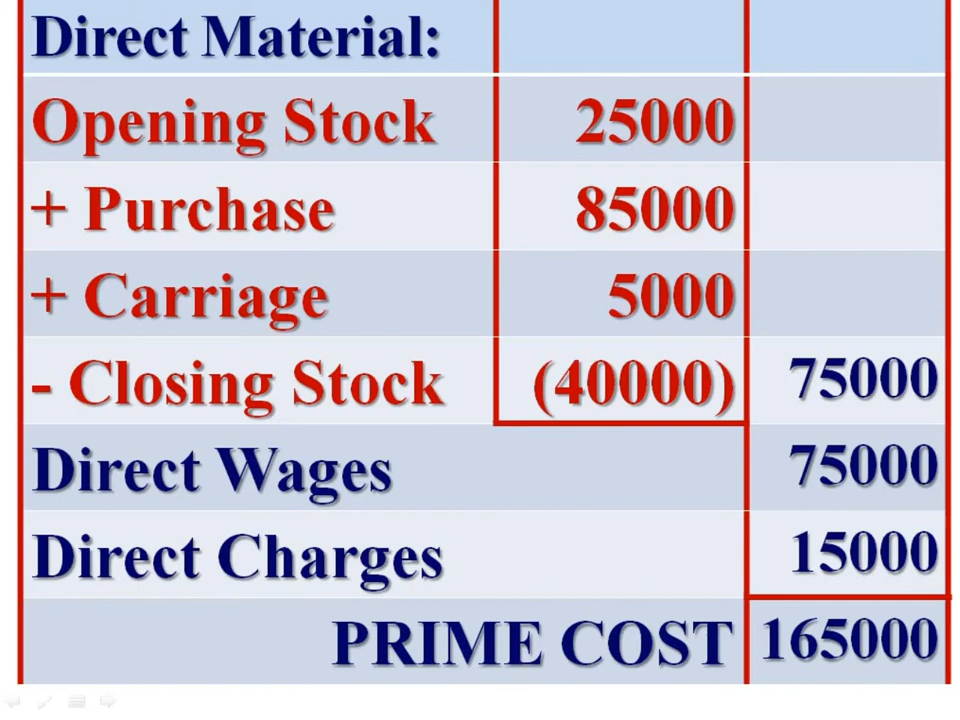 Direct Material:
Opening Stock 25000
+ Purchase 85000
+ Carriage 5000
- Closing Stock (40000) 75000
Direct Wages 75000
Direct Charges 15000
PRIME COST 165000